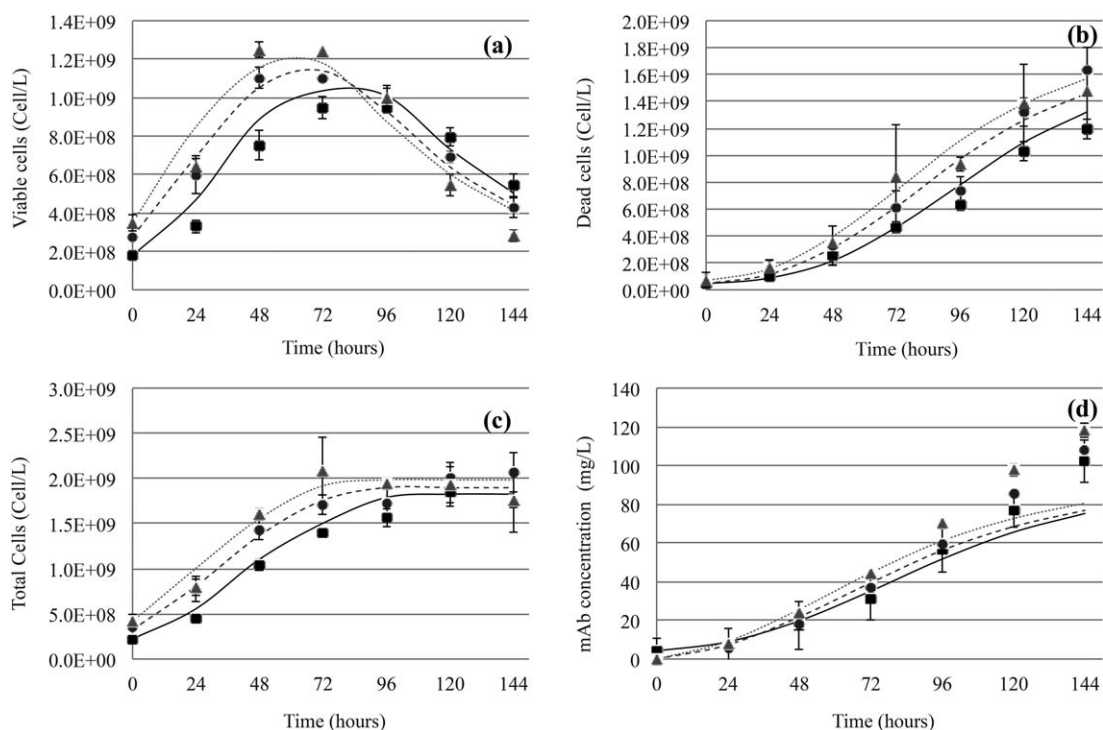 (a)
Viable cells (Cell/L)
1.4E+09
1.2E+09
1.0E+09
8.0E+08
6.0E+08
4.0E+08
2.0E+08
0.0E+00
0 24 48 72 96 120 144
Time (hours)
(b)
Dead cells (Cell/L)
2.0E+09
1.8E+09
1.6E+09
1.4E+09
1.2E+09
1.0E+09
8.0E+08
6.0E+08
4.0E+08
2.0E+08
0.0E+00
0 24 48 72 96 120 144
Time (hours)
(c)
Total Cells (Cell/L)
3.0E+09
2.5E+09
2.0E+09
1.5E+09
1.0E+09
5.0E+08
0.0E+00
0 24 48 72 96 120 144
Time (hours)
(d)
mAb concentration (mg/L)
140
120
100
80
60
40
20
0
0 24 48 72 96 120 144
Time (hours)